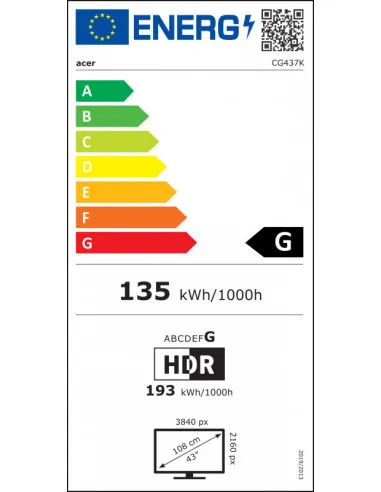 ENERG
acer CG437K
A
B
C
D
E
F
G
G
135 kWh/1000h
ABCDEFG
HDR
193 kWh/1000h
3840 px
108 cm
43"
2160 px
2019/2013